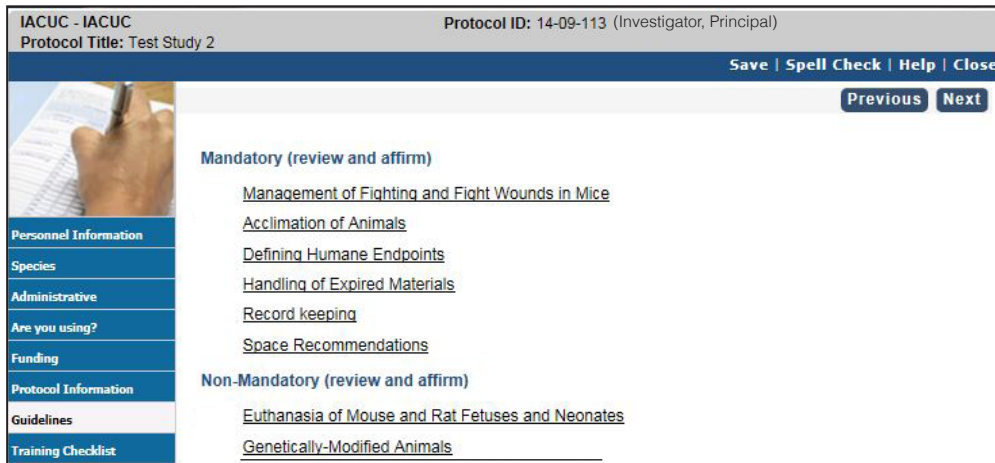 IACUC - IACUC
Protocol ID: 14-09-113 (Investigator, Principal)
Protocol Title: Test Study 2
Save | Spell Check | Help | Close
Previous Next
Personnel Information
Species
Administrative
Are you using?
Funding
Protocol Information
Guidelines
Training Checklist
Mandatory (review and affirm)
Management of Fighting and Fight Wounds in Mice
Acclimation of Animals
Defining Humane Endpoints
Handling of Expired Materials
Record keeping
Space Recommendations
Non-Mandatory (review and affirm)
Euthanasia of Mouse and Rat Fetuses and Neonates
Genetically-Modified Animals